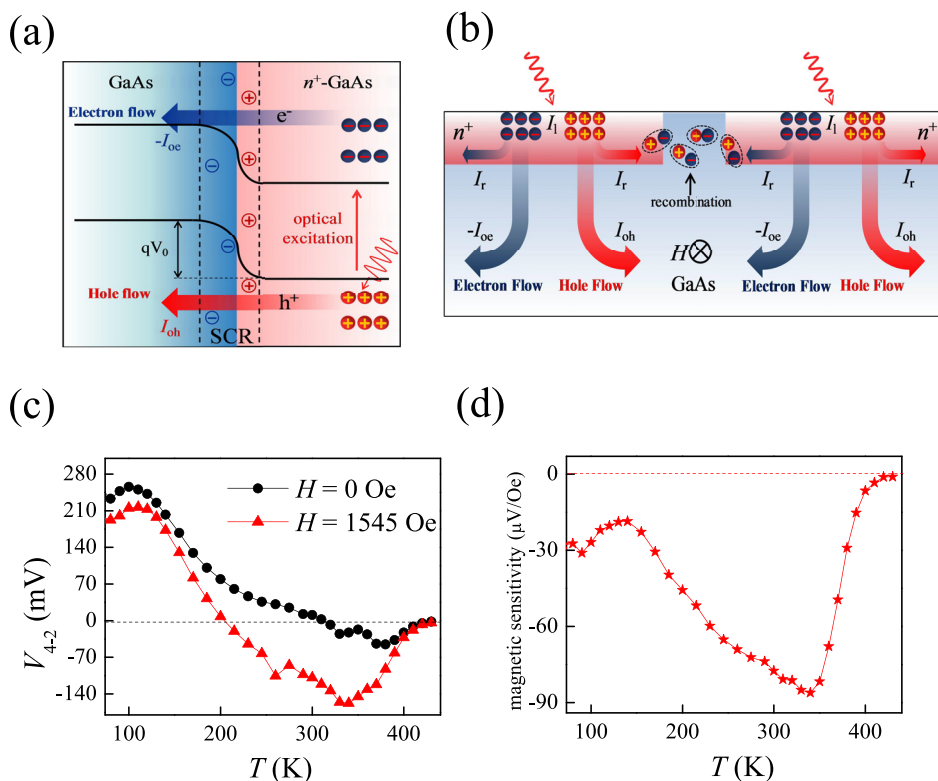 (a)
GaAs
n⁺-GaAs
Electron flow
e⁻
-Ioe
optical
excitation
qV₀
Hole flow
h⁺
Ioh
SCR
(b)
n⁺
Il
Il
n⁺
Ir
Ir
Ir
Ir
recombination
-Ioe
Ioh
H
-Ioe
Ioh
Electron Flow
Hole Flow
GaAs
Electron Flow
Hole Flow
(c)
V4-2 (mV)
280
210
140
70
0
-70
-140
H = 0 Oe
H = 1545 Oe
100
200
300
400
T (K)
(d)
magnetic sensitivity (μV/Oe)
0
-30
-60
-90
100
200
300
400
T (K)